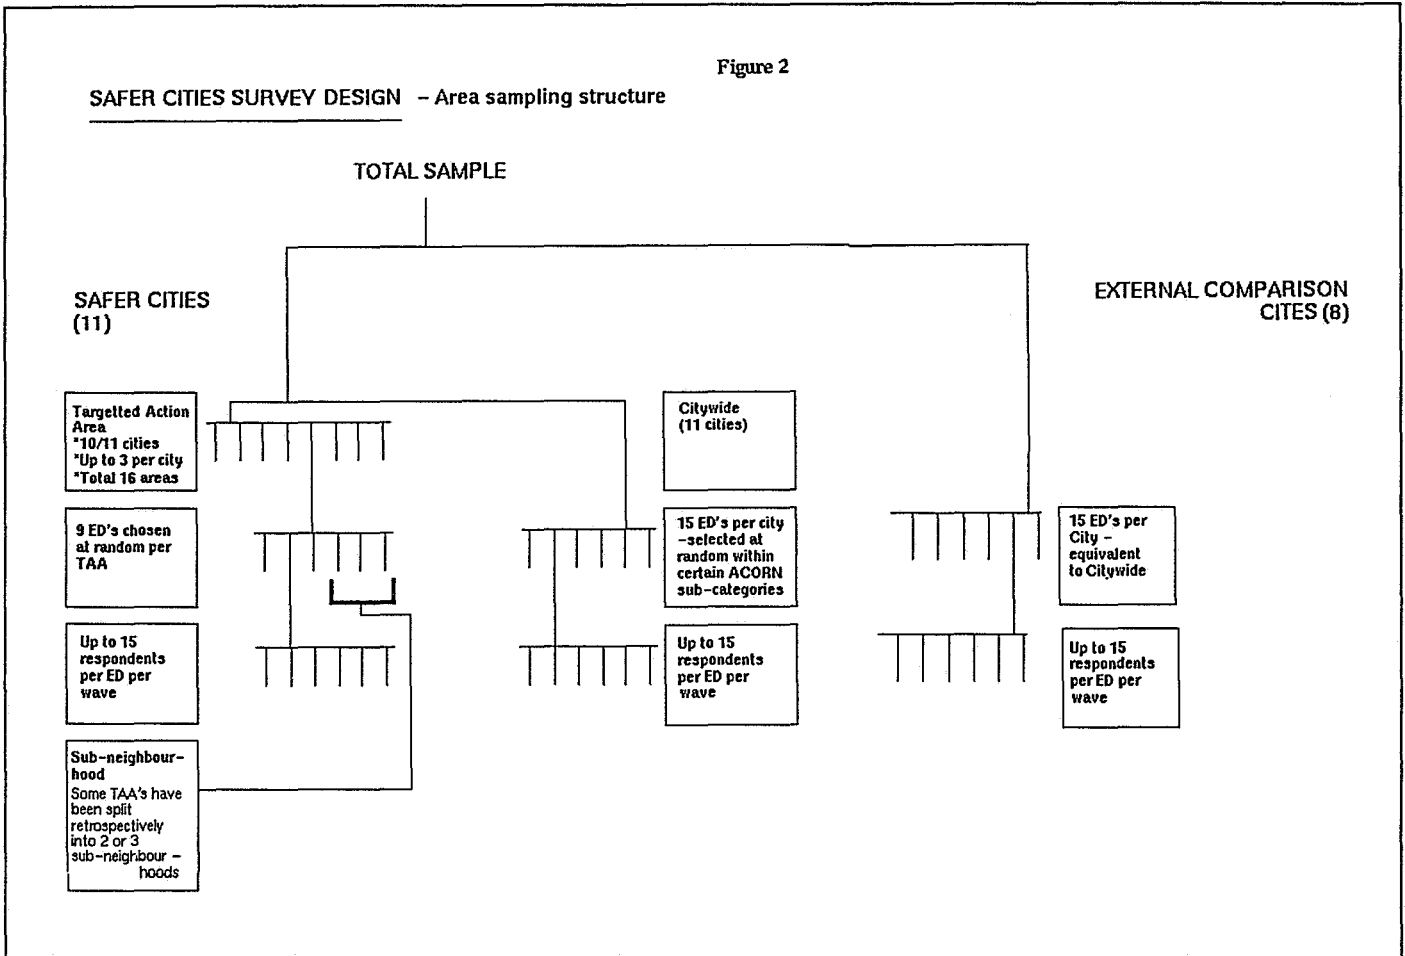 Figure 2
SAFER CITIES SURVEY DESIGN - Area sampling structure
TOTAL SAMPLE
SAFER CITIES
(11)
EXTERNAL COMPARISON
CITES (8)
Targetted Action
Area
*10/11 cities
*Up to 3 per city
*Total 16 areas
Citywide
(11 cities)
9 ED's chosen
at random per
TAA
15 ED's per city
-selected at
random within
certain ACORN
sub-categories
15 ED's per
City -
equivalent
to Citywide
Up to 15
respondents
per ED per
wave
Up to 15
respondents
per ED per
wave
Up to 15
respondents
per ED per
wave
Sub-neighbour-
hood
Some TAA's have
been split
retrospectively
into 2 or 3
sub-neighbour -
hoods